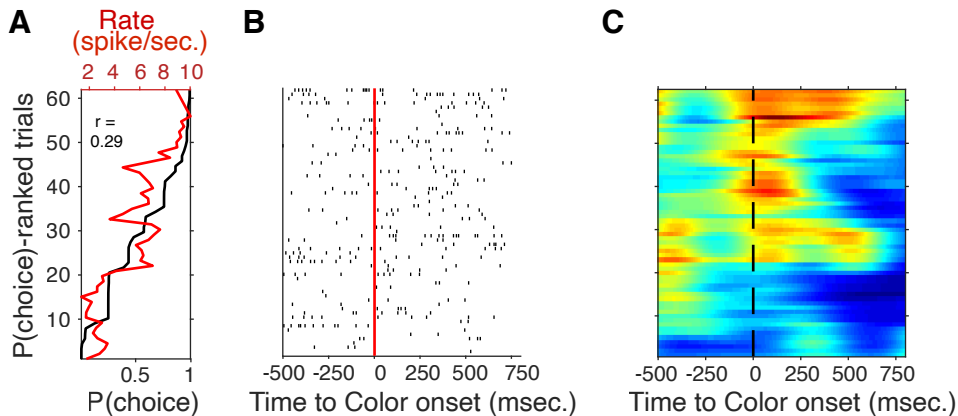 A
Rate
(spike/sec.)
2 4 6 8 10
P(choice)-ranked trials
60
50
40
30
20
10
r =
0.29
0.5 1
P(choice)
B
-500 -250 0 250 500 750
Time to Color onset (msec.)
C
-500 -250 0 250 500 750
Time to Color onset (msec.)